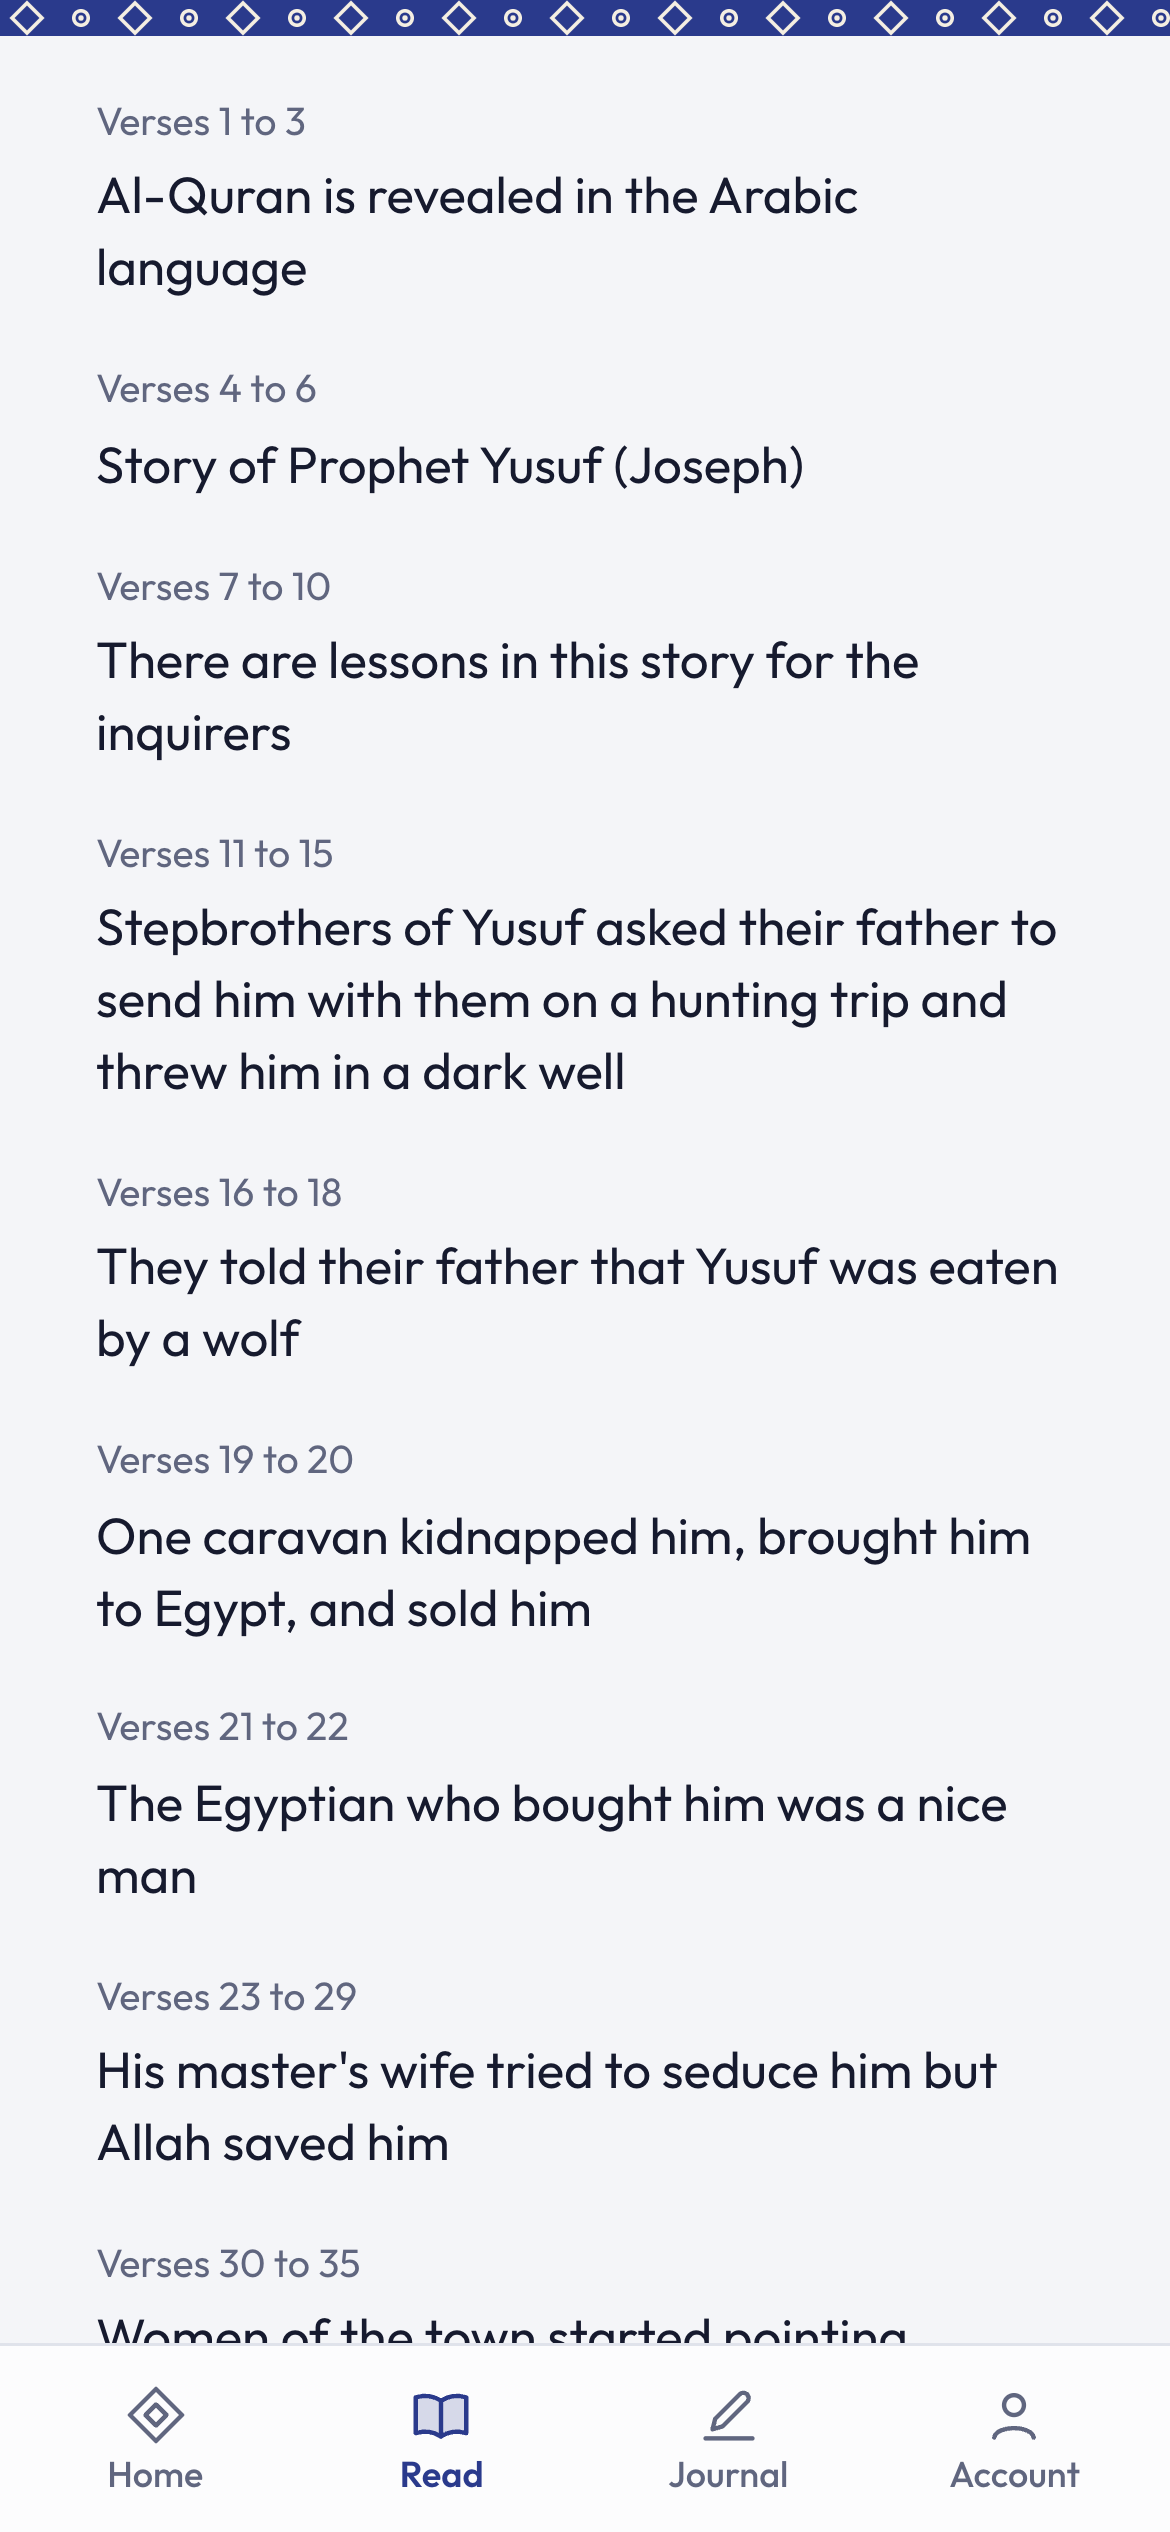 Verses 1 to 3
Al-Quran is revealed in the Arabic
language
Verses 4 to 6
Story of Prophet Yusuf (Joseph)
Verses 7 to 10
There are lessons in this story for the
inquirers
Verses 11 to 15
Stepbrothers of Yusuf asked their father to
send him with them on a hunting trip and
threw him in a dark well
Verses 16 to 18
They told their father that Yusuf was eaten
by a wolf
Verses 19 to 20
One caravan kidnapped him, brought him
to Egypt, and sold him
Verses 21 to 22
The Egyptian who bought him was a nice
man
Verses 23 to 29
His master's wife tried to seduce him but
Allah saved him
Verses 30 to 35
Women of the town started pointing
Home
Read
Journal
Account